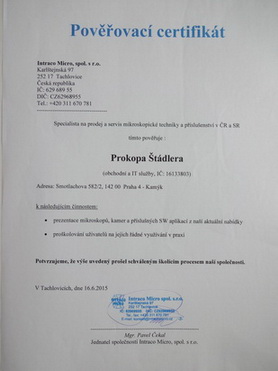 Pověřovací certifikát
Intraco Micro, spol. s r.o.
Karlštejnská 97
252 17 Tachlovice
Česká republika
IČ: 629 689 55
DIČ: CZ62968955
Tel.: +420 311 670 781
Specialista na prodej a servis mikroskopické techniky a příslušenství v ČR a SR
tímto pověřuje :
Prokopa Štádlera
(obchodní a IT služby, IČ: 16133803)
Adresa: Smotlachova 582/2, 142 00 Praha 4 - Kamýk
k následujícím činnostem:
• prezentace mikroskopů, kamer a příslušných SW aplikací z naší aktuální nabídky
• proškolování uživatelů na jejich řádné využívání v praxi
Potvrzujeme, že výše uvedený prošel schváleným školícím procesem naší společnosti.
V Tachlovicích, dne 16.6.2015
Intraco Micro spol. s r.o.
Mgr. Pavel Čekal
Jednatel společnosti Intraco Micro, spol. s r.o.